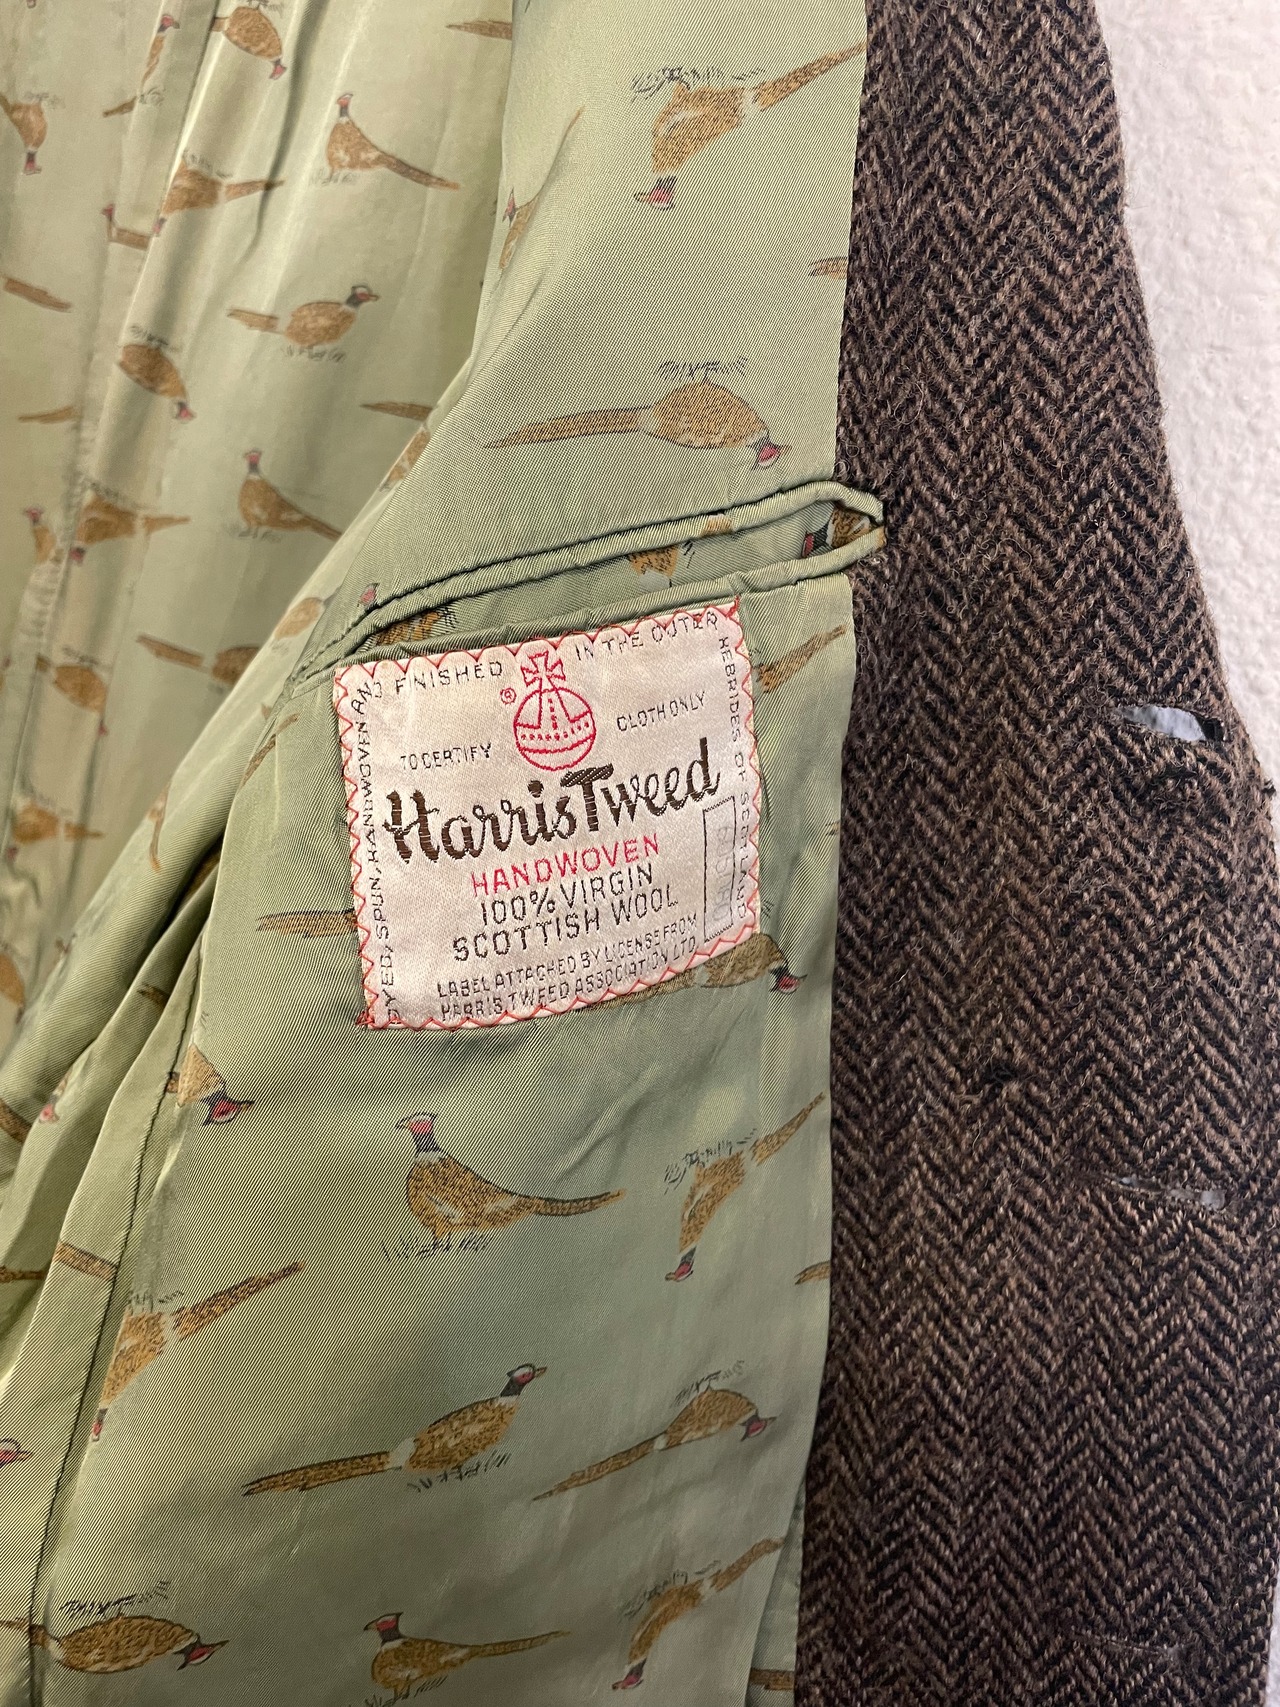 DYED, SPUN, HANDWOVEN AND FINISHED IN THE OUTER HEBRIDES OF SCOTLAND
®
TO CERTIFY CLOTH ONLY
Harris Tweed
HANDWOVEN
100% VIRGIN
SCOTTISH WOOL
LABEL ATTACHED BY LICENSE FROM
HARRIS TWEED ASSOCIATION LTD